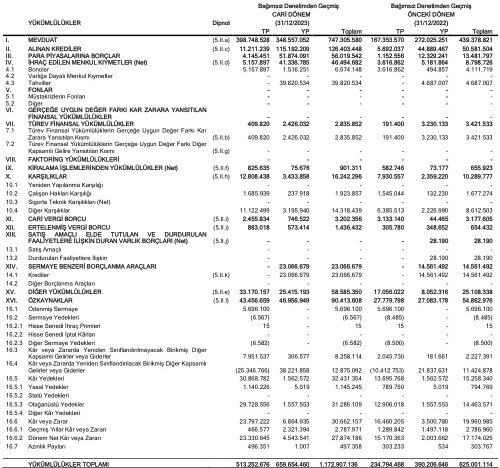 Bağımsız Denetimden Geçmiş Bağımsız Denetimden Geçmiş
CARİ DÖNEM ÖNCEKİ DÖNEM
YÜKÜMLÜLÜKLER Dipnot (31/12/2023) (31/12/2022)
TP YP Toplam TP YP Toplam
I. MEVDUAT (5.II.a) 398.748.528 348.557.052 747.305.580 167.353.570 272.025.251 439.378.821
II. ALINAN KREDİLER (5.II.c) 11.211.239 115.192.209 126.403.448 5.692.037 44.889.467 50.581.504
III. PARA PİYASALARINA BORÇLAR 4.145.451 51.874.091 56.019.542 1.152.556 12.329.241 13.481.797
IV. İHRAÇ EDİLEN MENKUL KIYMETLER (Net) (5.II.d) 5.157.897 41.336.785 46.494.682 3.616.862 5.181.864 8.798.726
4.1 Bonolar 5.157.897 1.516.251 6.674.148 3.616.862 494.857 4.111.719
4.2 Varlığa Dayalı Menkul Kıymetler - - - - - -
4.3 Tahviller - 39.820.534 39.820.534 - 4.687.007 4.687.007
V. FONLAR - - - - - -
5.1 Müstakrizlerin Fonları - - - - - -
5.2 Diğer - - - - - -
VI. GERÇEĞE UYGUN DEĞER FARKI KAR ZARARA YANSITILAN
FİNANSAL YÜKÜMLÜLÜKLER - - - - - -
VII. TÜREV FİNANSAL YÜKÜMLÜLÜKLER 409.820 2.426.032 2.835.852 191.400 3.230.133 3.421.533
7.1 Türev Finansal Yükümlülüklerin Gerçeğe Uygun Değer Farkı Kar
Zarara Yansıtılan Kısmı (5.II.b) 409.820 2.426.032 2.835.852 191.400 3.230.133 3.421.533
7.2 Türev Finansal Yükümlülüklerin Gerçeğe Uygun Değer Farkı Diğer
Kapsamlı Gelire Yansıtılan Kısmı (5.II.g) - - - - - -
VIII. FAKTORİNG YÜKÜMLÜLÜKLERİ - - - - - -
IX. KİRALAMA İŞLEMLERİNDEN YÜKÜMLÜLÜKLER (Net) (5.II.f) 825.635 75.676 901.311 582.746 73.177 655.923
X. KARŞILIKLAR (5.II.h) 12.808.438 3.433.858 16.242.296 7.930.557 2.359.220 10.289.777
10.1 Yeniden Yapılanma Karşılığı - - - - - -
10.2 Çalışan Hakları Karşılığı 1.685.939 237.918 1.923.857 1.545.044 132.230 1.677.274
10.3 Sigorta Teknik Karşılıkları (Net) - - - - - -
10.4 Diğer Karşılıklar 11.122.499 3.195.940 14.318.439 6.385.513 2.226.990 8.612.503
XI. CARİ VERGİ BORCU (5.II.i) 2.455.834 746.522 3.202.356 3.133.140 44.465 3.177.605
XII. ERTELENMİŞ VERGİ BORCU (5.II.i) 863.018 573.414 1.436.432 305.780 348.652 654.432
XIII. SATIŞ AMAÇLI ELDE TUTULAN VE DURDURULAN
FAALİYETLERE İLİŞKİN DURAN VARLIK BORÇLARI (Net) (5.II.j) - - - - 28.190 28.190
13.1 Satış Amaçlı - - - - - -
13.2 Durdurulan Faaliyetlere İlişkin - - - - 28.190 28.190
XIV. SERMAYE BENZERİ BORÇLANMA ARAÇLARI - 23.066.679 23.066.679 - 14.561.492 14.561.492
14.1 Krediler (5.II.k) - 23.066.679 23.066.679 - 14.561.492 14.561.492
14.2 Diğer Borçlanma Araçları - - - - - -
XV. DİĞER YÜKÜMLÜLÜKLER (5.II.e) 33.170.157 25.415.193 58.585.350 17.056.022 8.052.316 25.108.338
XVI. ÖZKAYNAKLAR (5.II.l) 43.456.659 46.956.949 90.413.608 27.779.798 27.083.178 54.862.976
16.1 Ödenmiş Sermaye 5.696.100 - 5.696.100 5.696.100 - 5.696.100
16.2 Sermaye Yedekleri (6.567) - (6.567) (8.485) - (8.485)
16.2.1 Hisse Senedi İhraç Primleri 15 - 15 15 - 15
16.2.2 Hisse Senedi İptal Kârları - - - - - -
16.2.3 Diğer Sermaye Yedekleri (6.582) - (6.582) (8.500) - (8.500)
16.3 Kâr veya Zararda Yeniden Sınıflandırılmayacak Birikmiş Diğer
Kapsamlı Gelirler veya Giderler 7.951.537 306.577 8.258.114 2.045.730 181.661 2.227.391
16.4 Kâr veya Zararda Yeniden Sınıflandırılacak Birikmiş Diğer Kapsamlı
Gelirler veya Giderler (25.346.766) 38.221.858 12.875.092 (10.412.753) 21.837.631 11.424.878
16.5 Kâr Yedekleri 30.868.782 1.562.572 32.431.354 13.695.768 1.562.572 15.258.340
16.5.1 Yasal Yedekler 1.140.226 5.019 1.145.245 789.750 5.019 794.769
16.5.2 Statü Yedekleri - - - - - -
16.5.3 Olağanüstü Yedekler 29.728.556 1.557.553 31.286.109 12.906.018 1.557.553 14.463.571
16.5.4 Diğer Kâr Yedekleri - - - - - -
16.6 Kâr veya Zarar 23.797.222 6.864.935 30.662.157 16.460.205 3.500.780 19.960.985
16.6.1 Geçmiş Yıllar Kâr veya Zararı 466.577 2.321.394 2.787.971 1.289.842 1.497.118 2.786.960
16.6.2 Dönem Net Kâr veya Zararı 23.330.645 4.543.541 27.874.186 15.170.363 2.003.662 17.174.025
16.7 Azınlık Payları 496.351 1.007 497.358 303.233 534 303.767
YÜKÜMLÜLÜKLER TOPLAMI 513.252.676 659.654.460 1.172.907.136 234.794.468 390.206.646 625.001.114